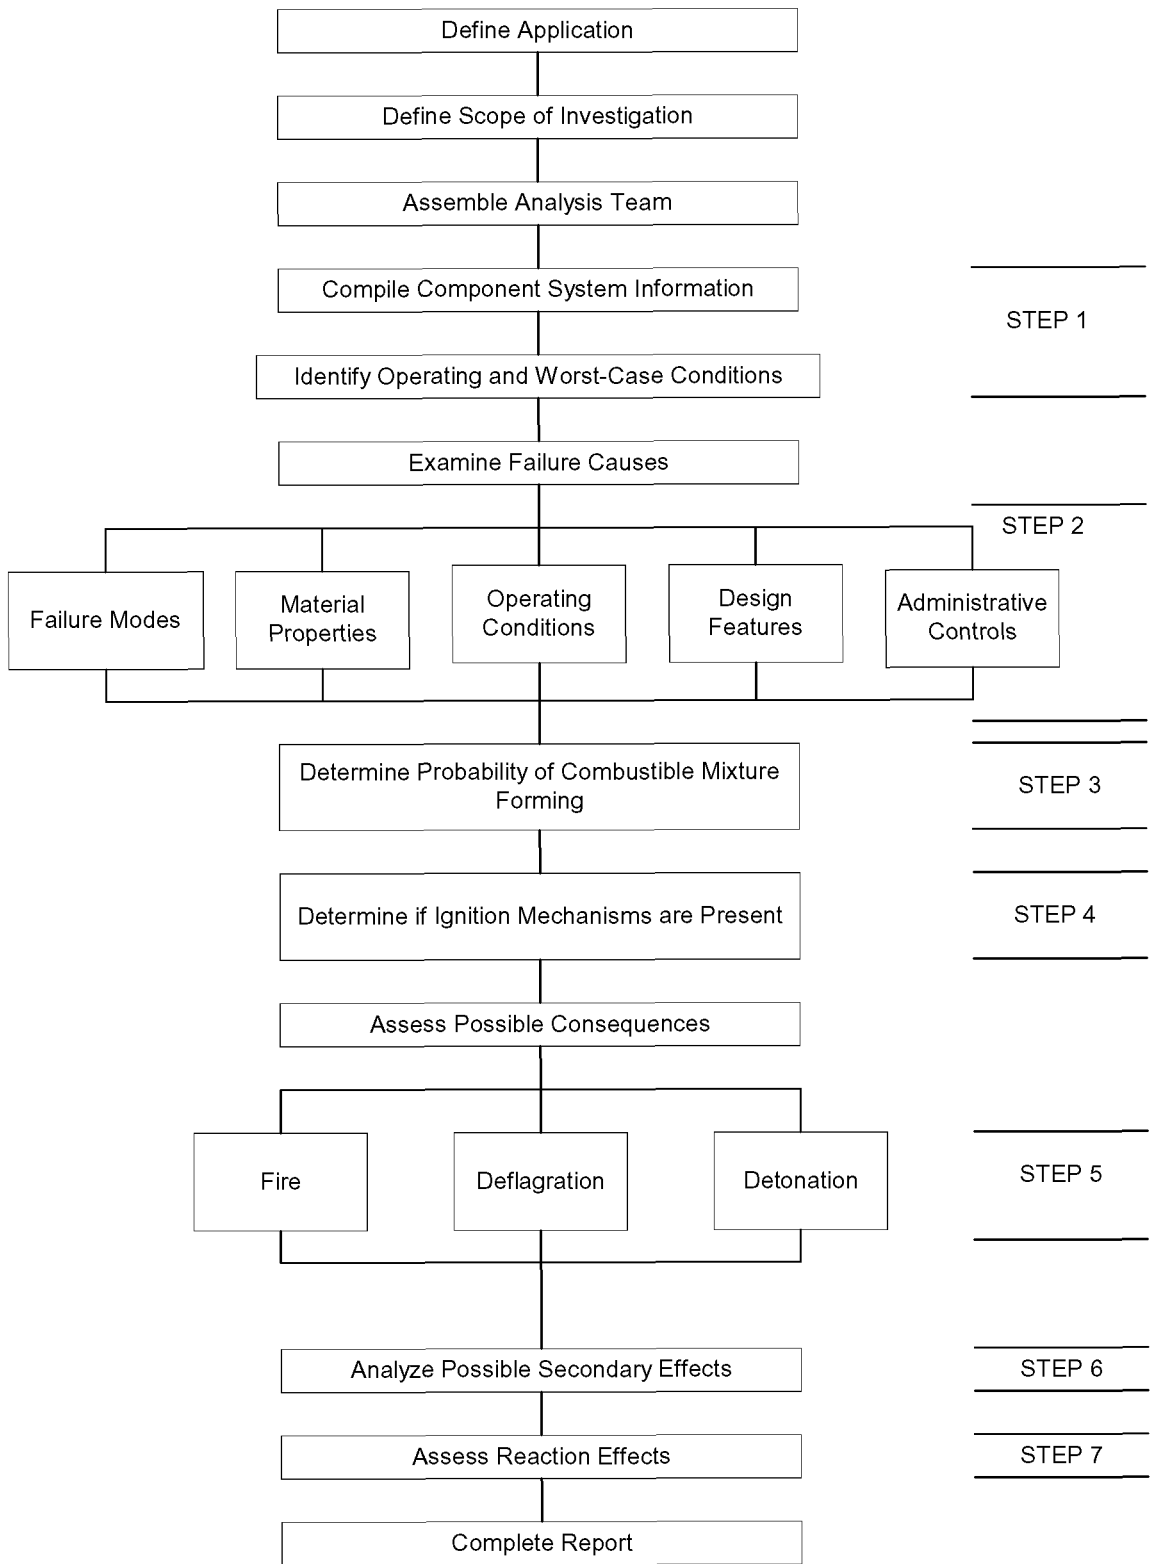 Define Application
Define Scope of Investigation
Assemble Analysis Team
Compile Component System Information
STEP 1
Identify Operating and Worst-Case Conditions
Examine Failure Causes
STEP 2
Failure Modes
Material
Properties
Operating
Conditions
Design
Features
Administrative
Controls
Determine Probability of Combustible Mixture
Forming
STEP 3
Determine if Ignition Mechanisms are Present
STEP 4
Assess Possible Consequences
Fire
Deflagration
Detonation
STEP 5
Analyze Possible Secondary Effects
STEP 6
Assess Reaction Effects
STEP 7
Complete Report